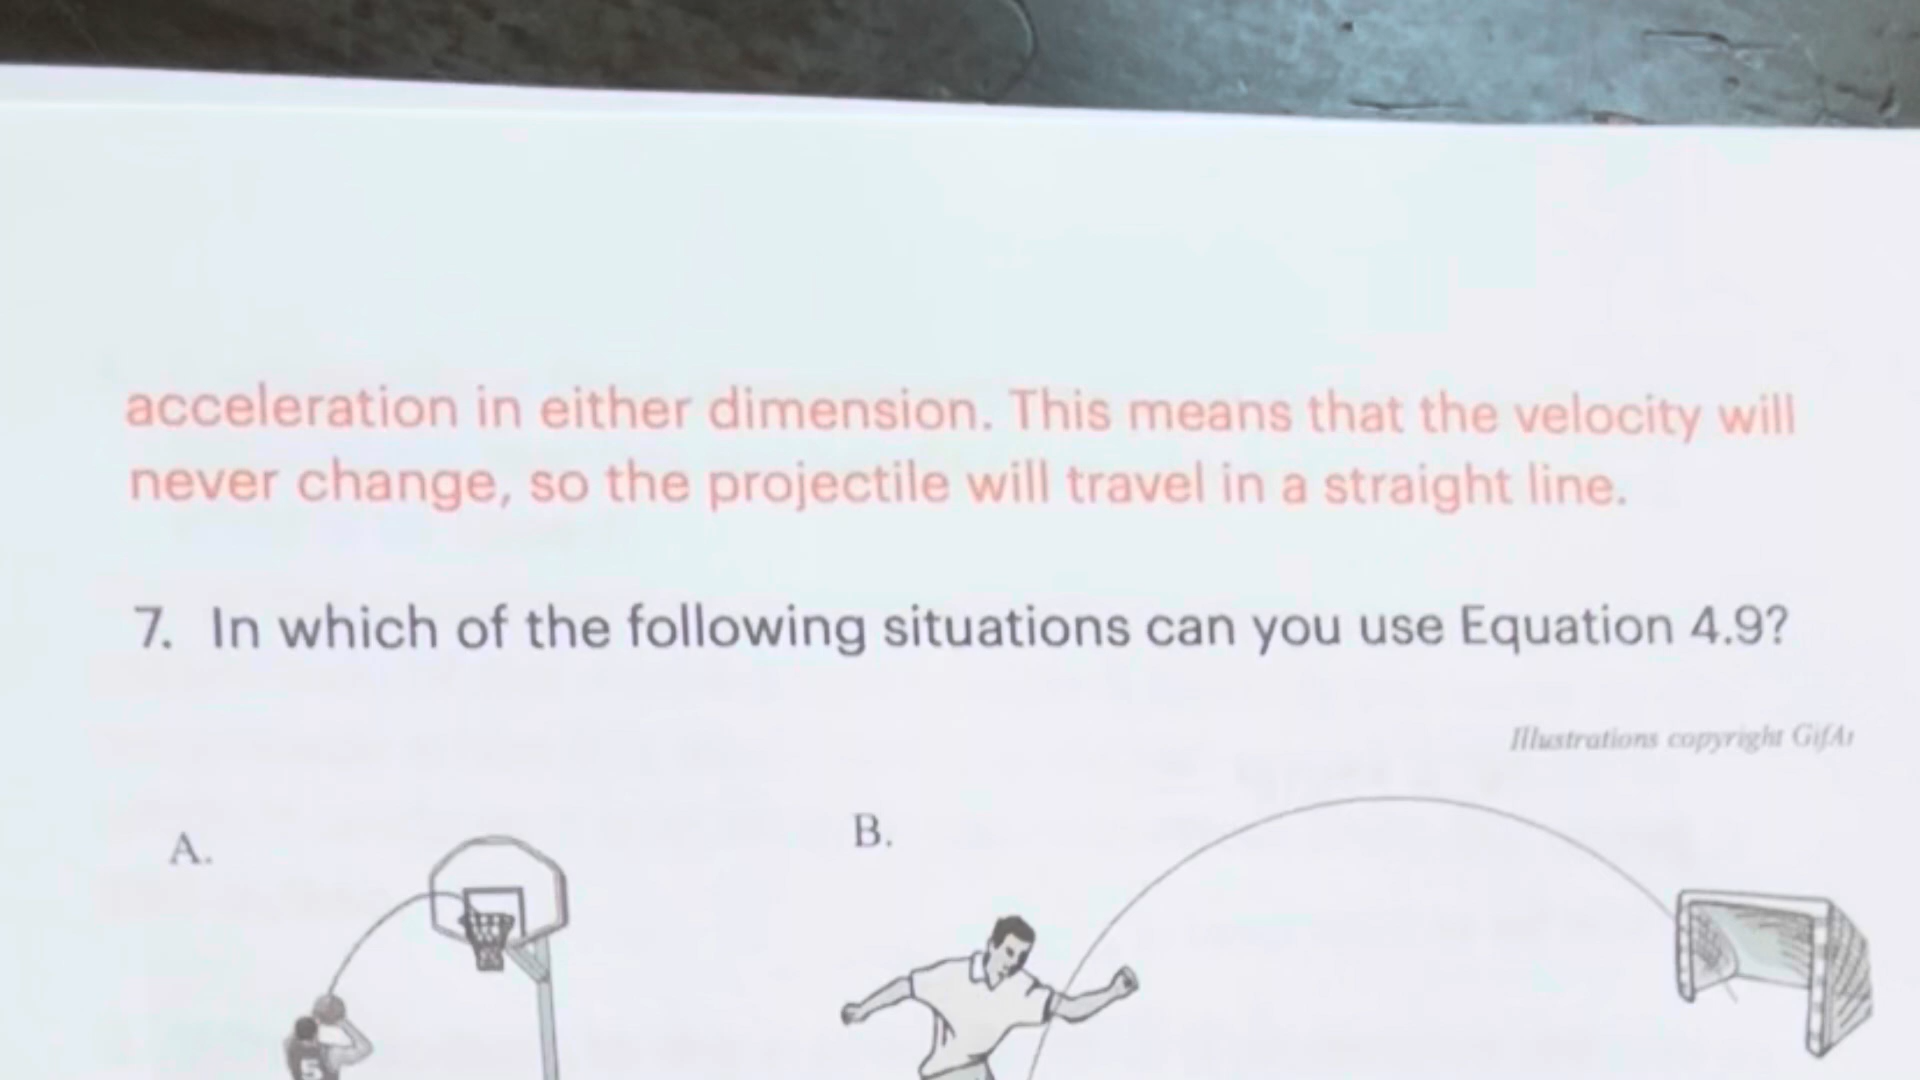 acceleration in either dimension. This means that the velocity will
never change, so the projectile will travel in a straight line.
7. In which of the following situations can you use Equation 4.9?
Illustrations copyright
A.
B.
5